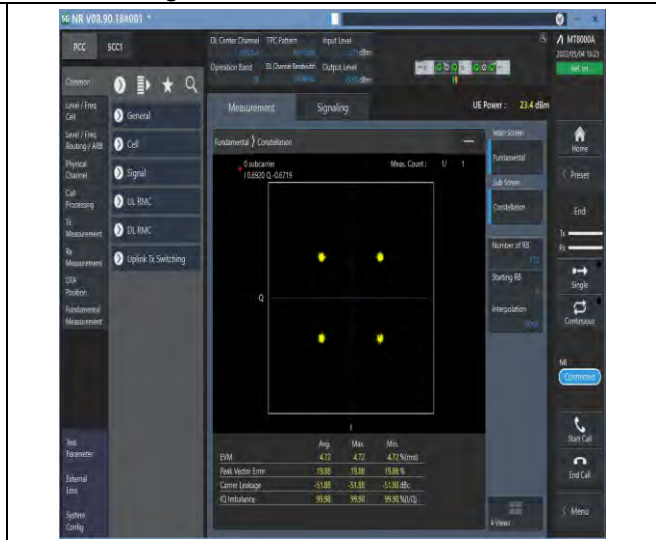 5G NR V08.90.18#001 *
PCC SCC1
DL Center Channel TPC Pattern Input Level
dBm
Operation Band DL Channel Bandwidth Output Level
dBm
MT8000A
2022/05/04 16:25
Ref. Int
Common
Level / Freq.
Cell
Level / Freq.
Routing / ARB
Physical
Channel
Call
Processing
Tx
Measurement
Rx
Measurement
OTA
Position
Fundamental
Measurement
Test
Parameter
External
Loss
System
Config
General
Cell
Signal
UL RMC
DL RMC
Uplink Tx Switching
Measurement Signaling UE Power : 23.4 dBm
Fundamental ❯ Constellation
0 subcarrier Meas. Count : 1/ 1
I 0.6920 Q -0.6719
Q
I
Avg. Max. Min.
EVM 4.72 4.72 4.72 %(rms)
Peak Vector Error 19.88 19.88 19.88 %
Carrier Leakage -51.88 -51.88 -51.88 dBc
IQ Imbalance 99.98 99.98 99.98 %(I/Q)
Main Screen
Fundamental
Sub Screen
Constellation
Number of RB
Starting RB
Interpolation
4 Views
Home
Preset
End
Tx
Rx
Single
Continuous
NR
Connected
Start Call
End Call
Menu